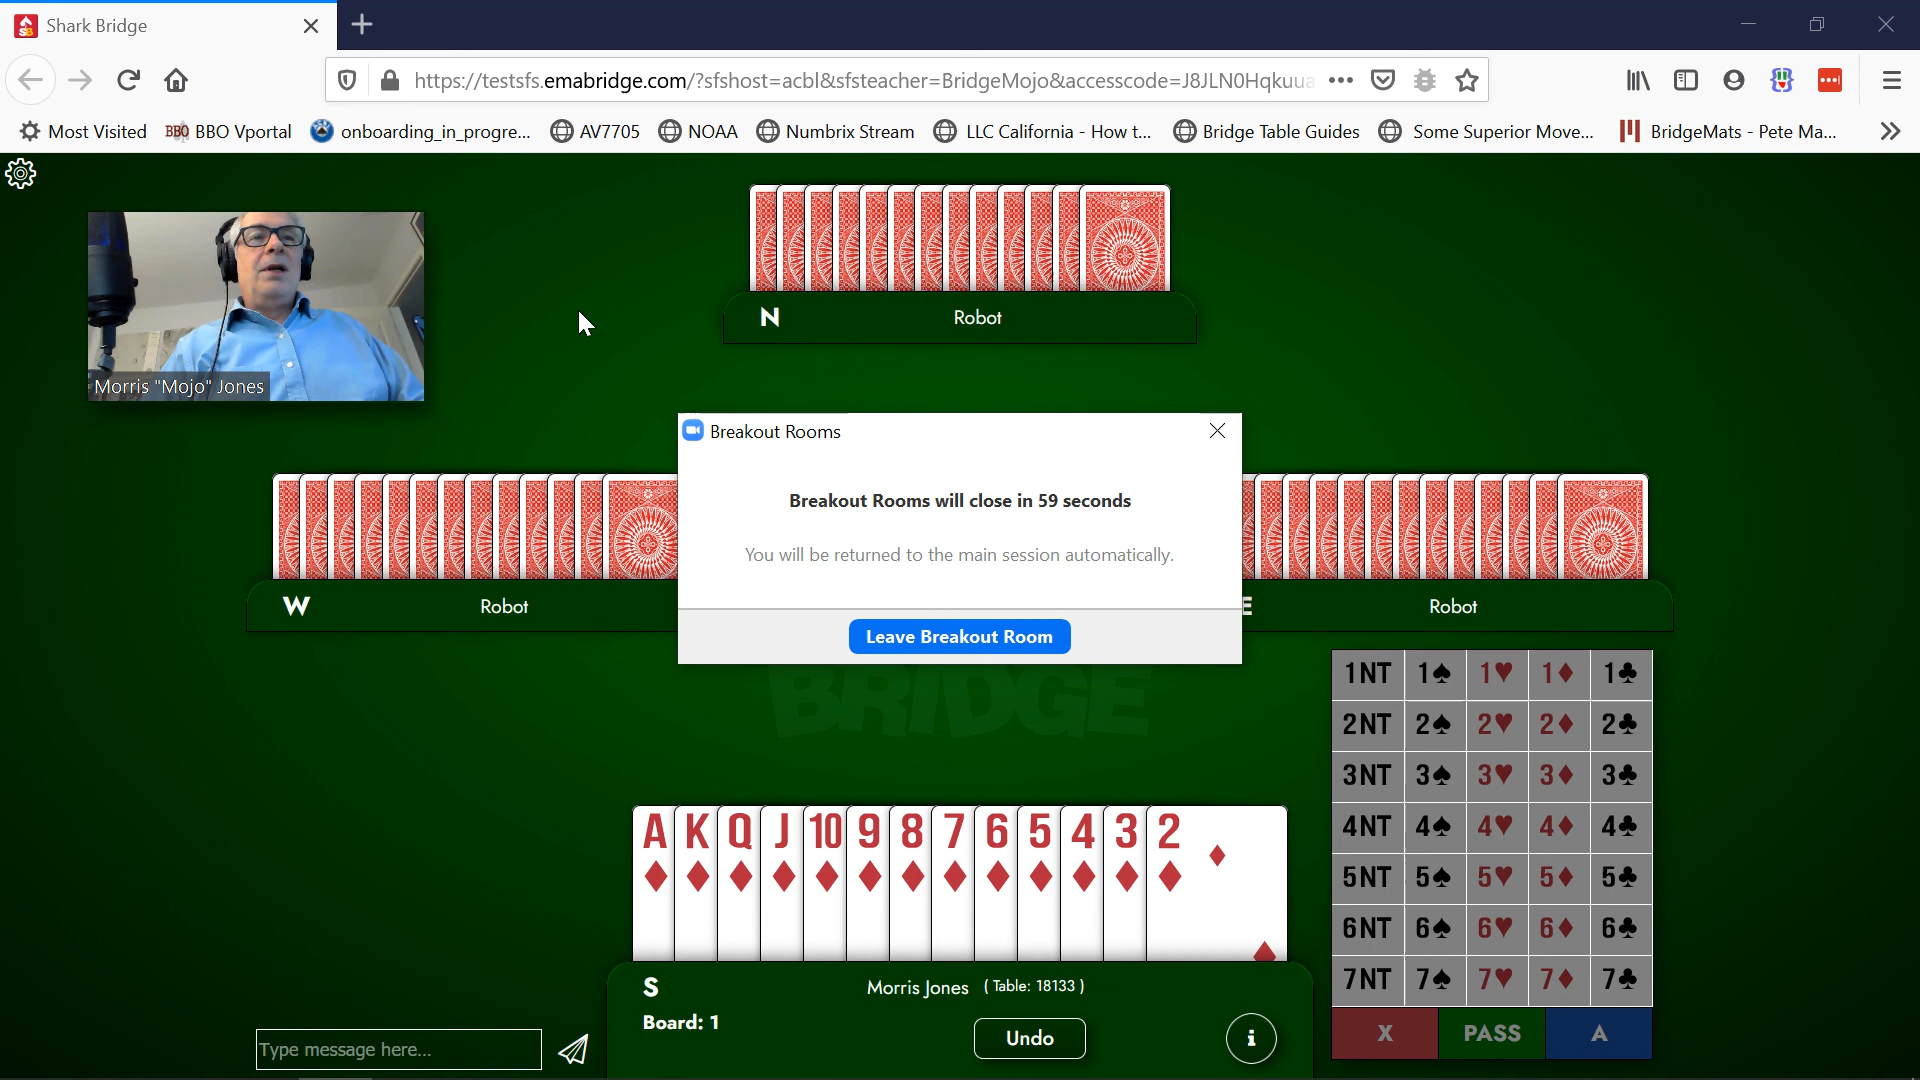 Shark Bridge
https://testsfs.emabridge.com/?sfshost=acbl&sfsteacher=BridgeMojo&accesscode=J8JLN0Hqkuua
Most Visited BBO BBO Vportal onboarding_in_progre... AV7705 NOAA Numbrix Stream LLC California - How t... Bridge Table Guides Some Superior Move... BridgeMats - Pete Ma...
N Robot
Morris "Mojo" Jones
Breakout Rooms
Breakout Rooms will close in 59 seconds
You will be returned to the main session automatically.
W Robot
E Robot
Leave Breakout Room
BRIDGE
1NT 1♠ 1♥ 1♦ 1♣
2NT 2♠ 2♥ 2♦ 2♣
3NT 3♠ 3♥ 3♦ 3♣
4NT 4♠ 4♥ 4♦ 4♣
5NT 5♠ 5♥ 5♦ 5♣
6NT 6♠ 6♥ 6♦ 6♣
7NT 7♠ 7♥ 7♦ 7♣
X PASS A
A K Q J 10 9 8 7 6 5 4 3 2
S Morris Jones ( Table: 18133 )
Board: 1
Undo
i
Type message here...